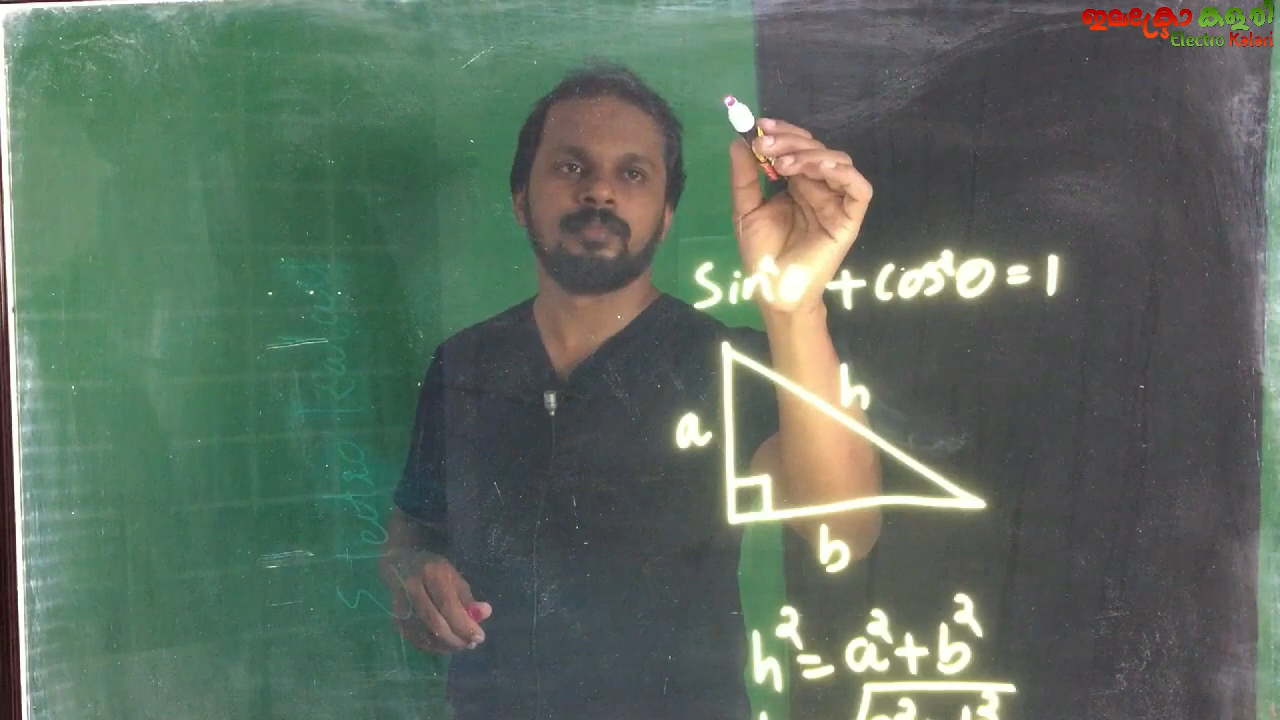 ഇലക്ട്രോ കളരി
Electro Kalari
sin²θ + cos²θ = 1
a
h
b
h² = a² + b²